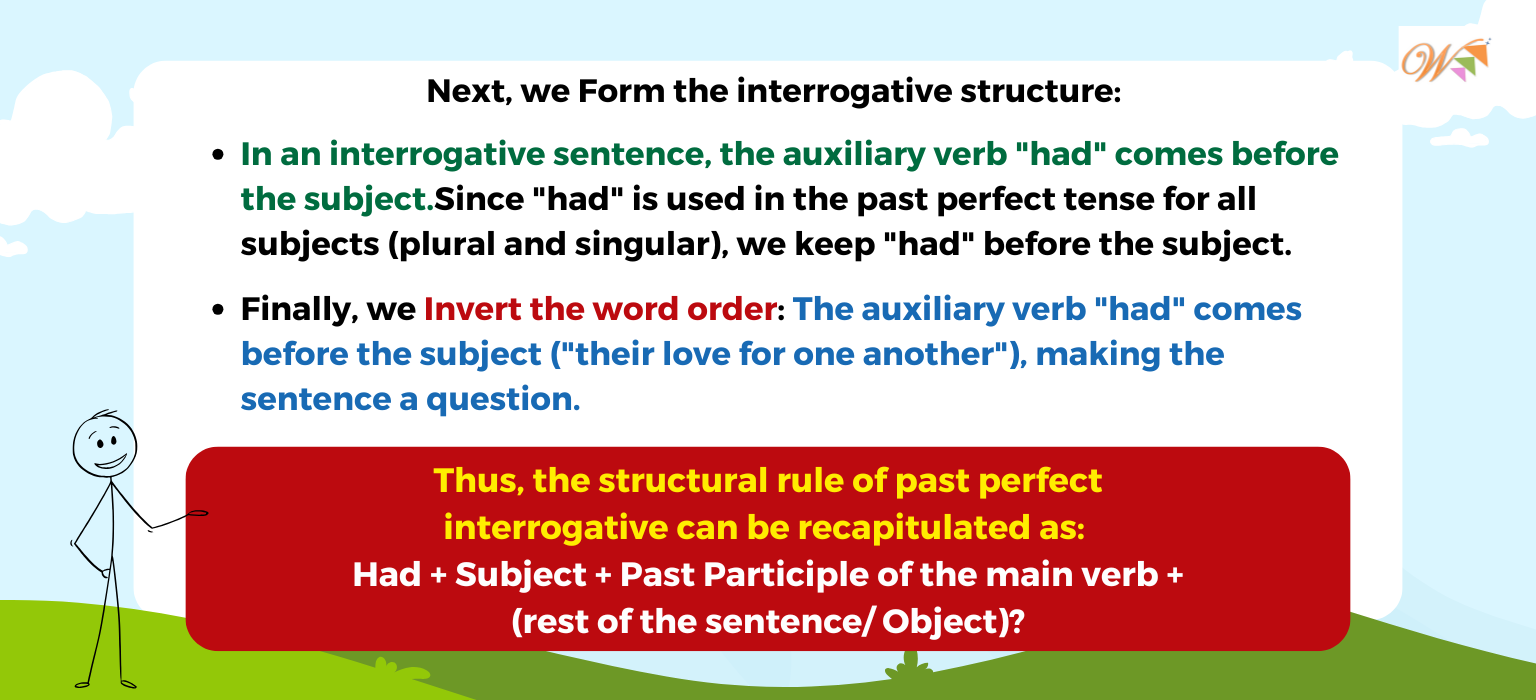 Next, we Form the interrogative structure:
W
• In an interrogative sentence, the auxiliary verb "had" comes before
the subject.Since "had" is used in the past perfect tense for all
subjects (plural and singular), we keep "had" before the subject.
• Finally, we Invert the word order: The auxiliary verb "had" comes
before the subject ("their love for one another"), making the
sentence a question.
Thus, the structural rule of past perfect
interrogative can be recapitulated as:
Had + Subject + Past Participle of the main verb +
(rest of the sentence/ Object)?